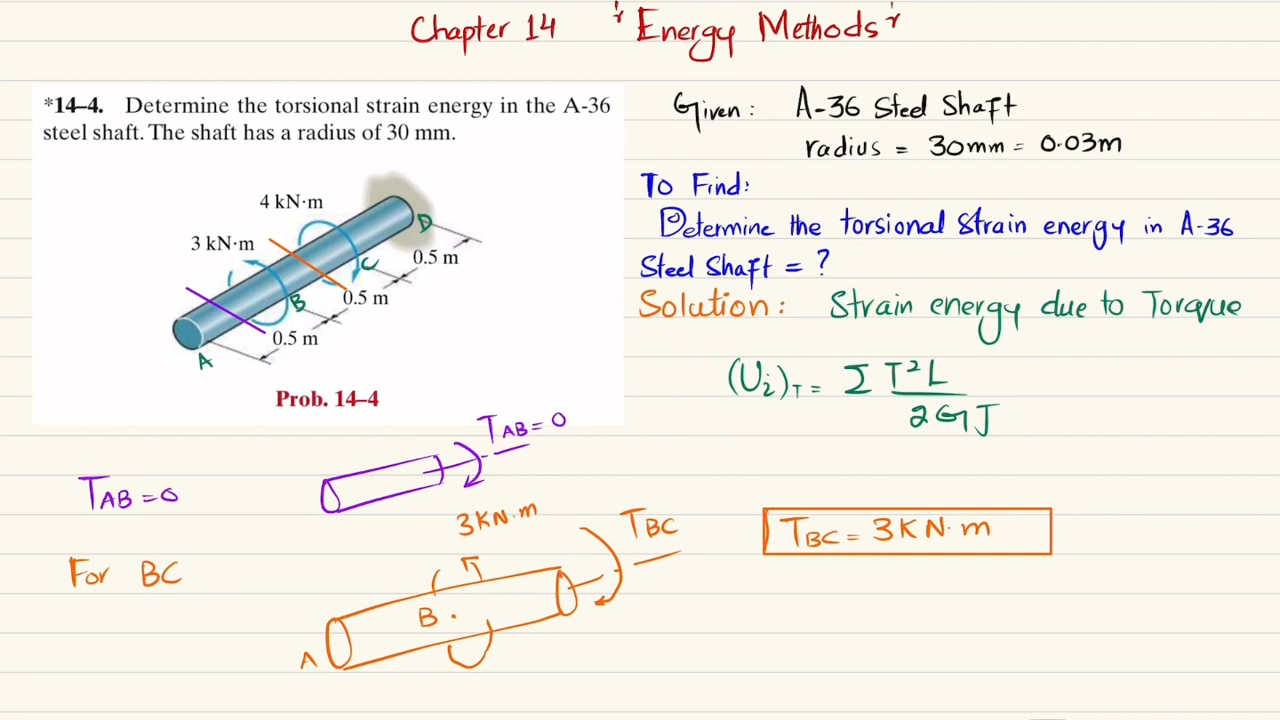 Chapter 14 "Energy Methods"
*14–4. Determine the torsional strain energy in the A-36
steel shaft. The shaft has a radius of 30 mm.
4 kN·m
3 kN·m
D
C
0.5 m
B
0.5 m
0.5 m
A
Prob. 14–4
Given: A-36 Steel Shaft
radius = 30mm = 0.03m
To Find:
Determine the torsional strain energy in A-36
Steel Shaft = ?
Solution: Strain energy due to Torque
(Ui)T = Σ T²L
2GJ
TAB = 0
TAB = 0
3KN·m
TBC
TBC = 3KN·m
For BC
B
A